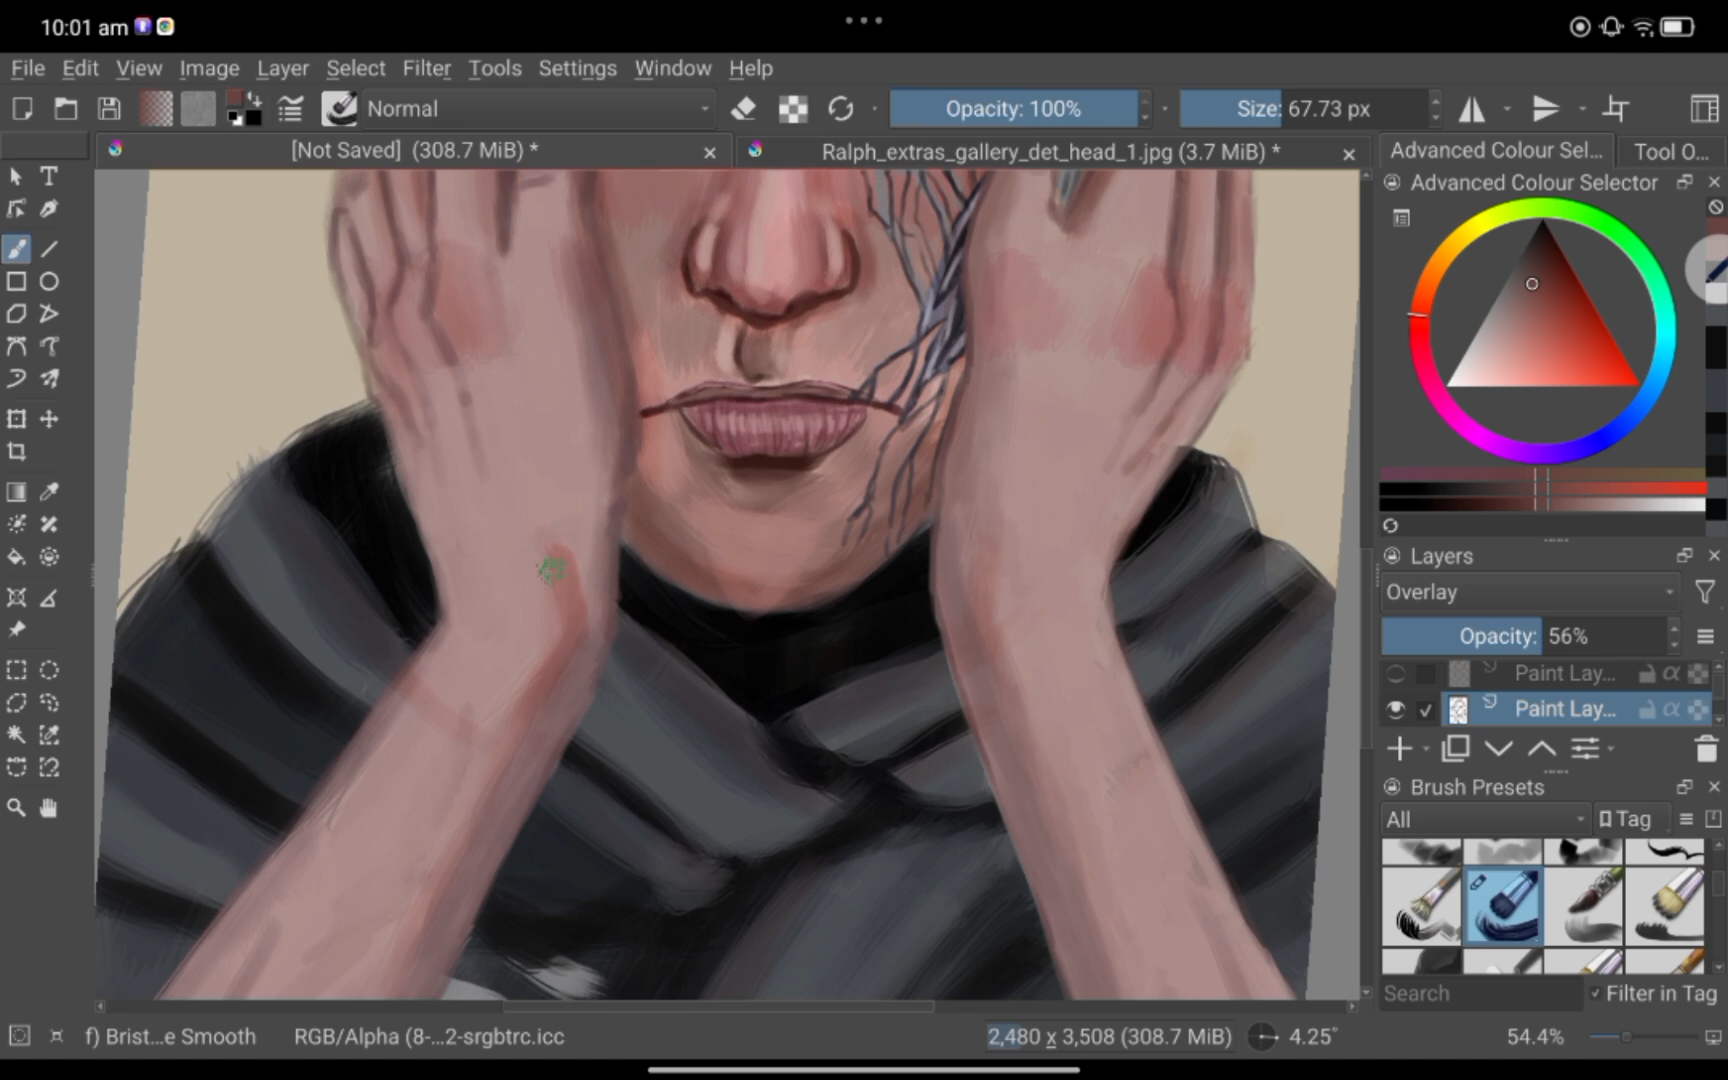 10:01 am
File Edit View Image Layer Select Filter Tools Settings Window Help
Normal Opacity: 100% Size: 67.73 px
[Not Saved] (308.7 MiB) * Ralph_extras_gallery_det_head_1.jpg (3.7 MiB) * Advanced Colour Sel... Tool O...
Advanced Colour Selector
Layers
Overlay
Opacity: 56%
Paint Lay...
Paint Lay...
Brush Presets
All Tag
Search Filter in Tag
f) Brist...e Smooth RGB/Alpha (8-...2-srgbtrc.icc 2,480 x 3,508 (308.7 MiB) 4.25° 54.4%